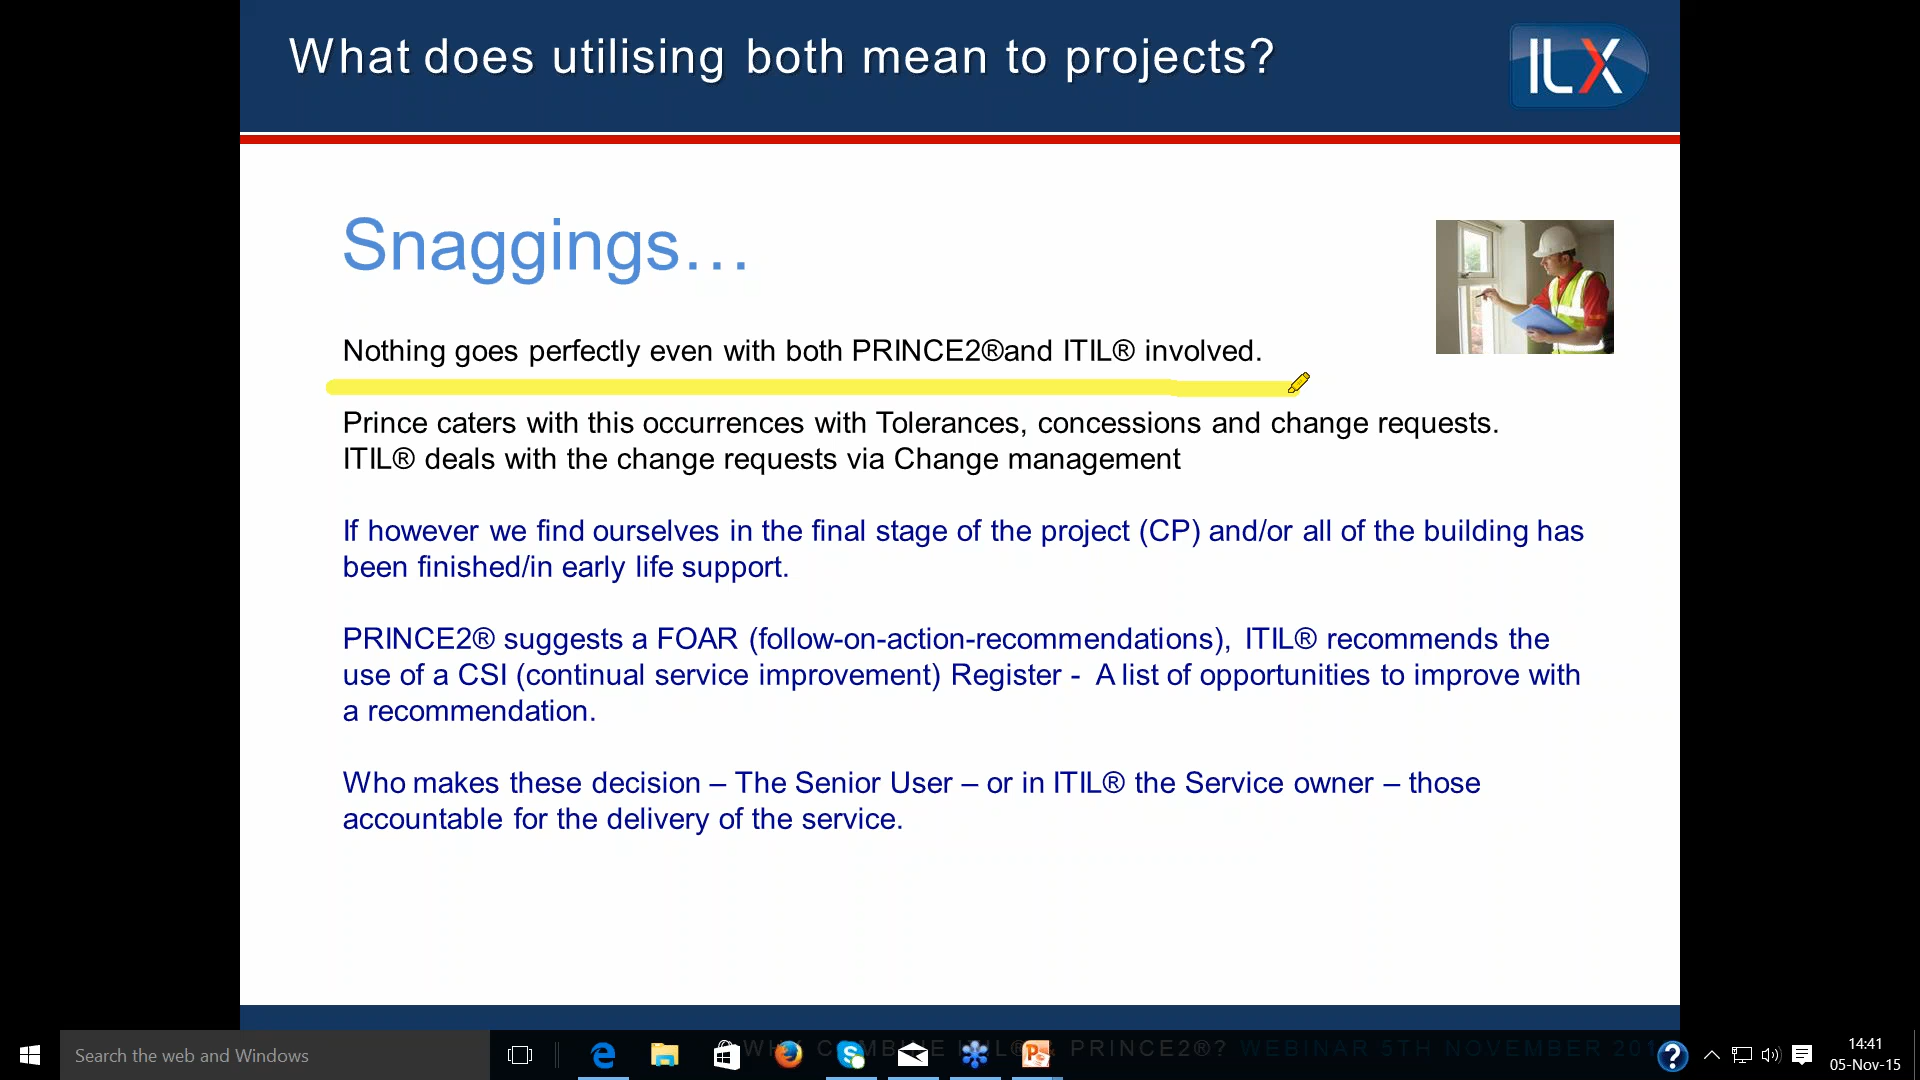 What does utilising both mean to projects?
ILX
Snaggings…
Nothing goes perfectly even with both PRINCE2®and ITIL® involved.
Prince caters with this occurrences with Tolerances, concessions and change requests.
ITIL® deals with the change requests via Change management
If however we find ourselves in the final stage of the project (CP) and/or all of the building has
been finished/in early life support.
PRINCE2® suggests a FOAR (follow-on-action-recommendations), ITIL® recommends the
use of a CSI (continual service improvement) Register - A list of opportunities to improve with
a recommendation.
Who makes these decision – The Senior User – or in ITIL® the Service owner – those
accountable for the delivery of the service.
Search the web and Windows
& PRINCE2®? WEBINAR 5TH NOVEMBER
14:41
05-Nov-15